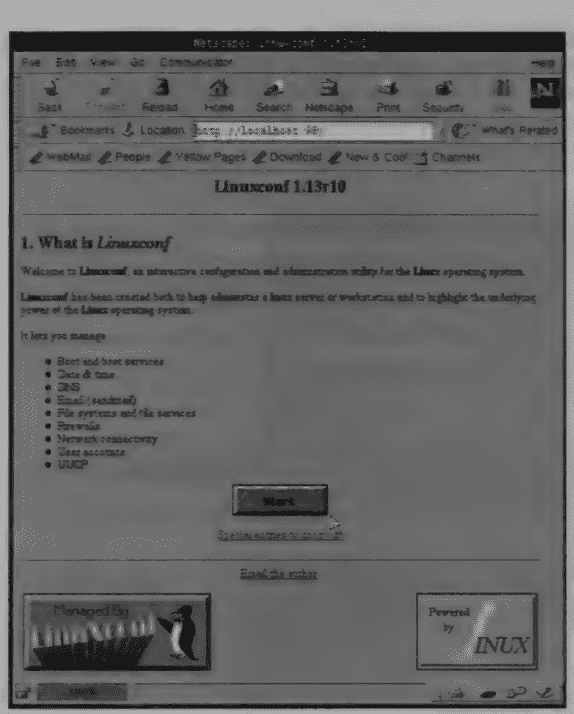 Netscape: Linuxconf 1.13r10
File Edit View Go Communicator Help
Back Forward Reload Home Search Netscape Print Security
Bookmarks Location http://localhost:98/ What's Related
WebMail People Yellow Pages Download New & Cool Channels
Linuxconf 1.13r10
1. What is Linuxconf
Welcome to Linuxconf, an interactive configuration and administration utility for the Linux operating system.
Linuxconf has been created both to help administer a linux server or workstation and to highlight the underlying
power of the Linux operating system.
It lets you manage
Boot and boot services
Date & time
DNS
Email (sendmail)
File systems and file services
Firewalls
Network connectivity
User accounts
UUCP
Start
Email the author
Managed By
Powered
by
LINUX